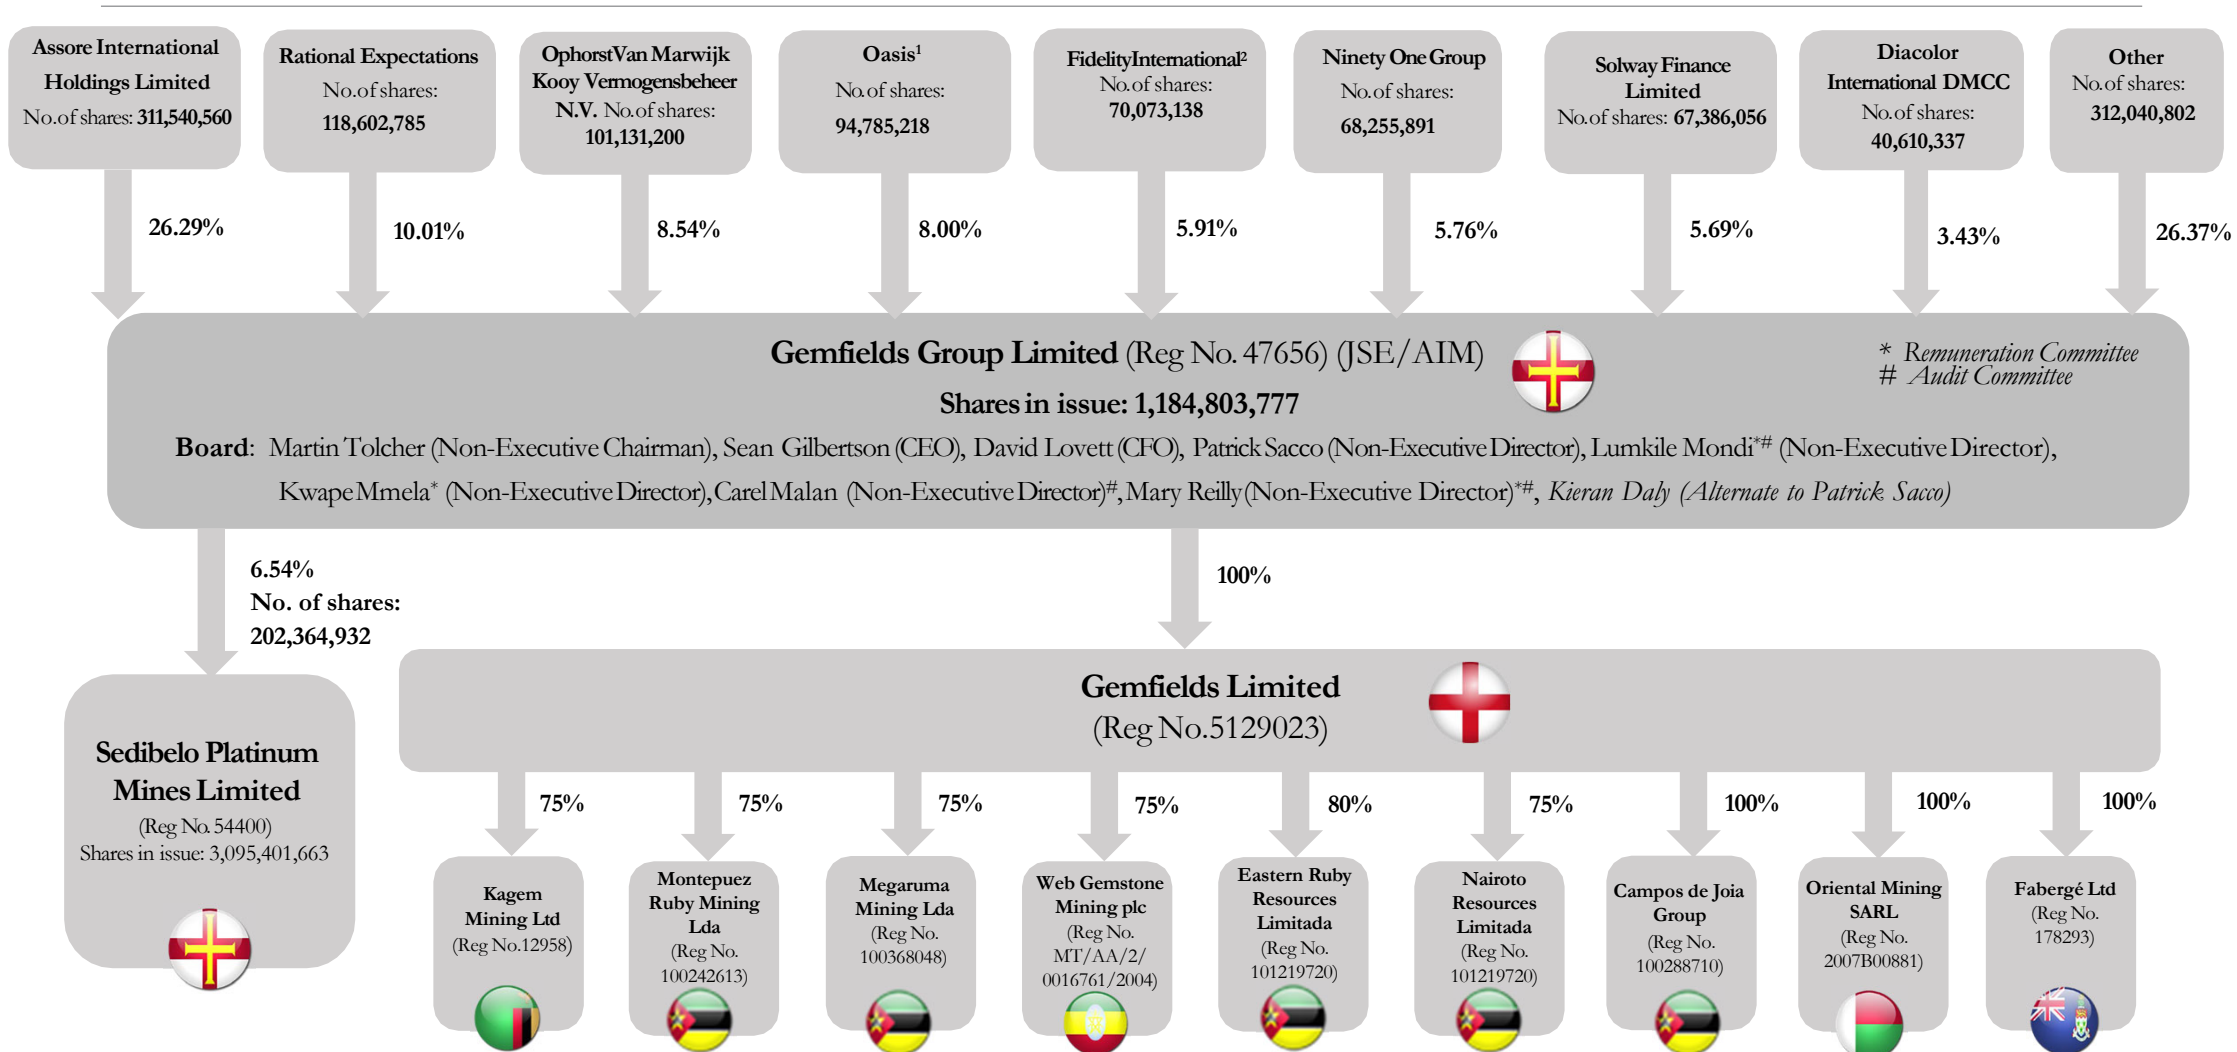 Assore International
Holdings Limited
No. of shares: 311,540,560
Rational Expectations
No. of shares:
118,602,785
Ophorst Van Marwijk
Kooy Vermogensbeheer
N.V. No. of shares:
101,131,200
Oasis¹
No. of shares:
94,785,218
Fidelity International²
No. of shares:
70,073,138
Ninety One Group
No. of shares:
68,255,891
Solway Finance
Limited
No. of shares: 67,386,056
Diacolor
International DMCC
No. of shares:
40,610,337
Other
No. of shares:
312,040,802
26.29%
10.01%
8.54%
8.00%
5.91%
5.76%
5.69%
3.43%
26.37%
Gemfields Group Limited (Reg No. 47656) (JSE/AIM)
* Remuneration Committee
# Audit Committee
Shares in issue: 1,184,803,777
Board: Martin Tolcher (Non-Executive Chairman), Sean Gilbertson (CEO), David Lovett (CFO), Patrick Sacco (Non-Executive Director), Lumkile Mondi*# (Non-Executive Director),
Kwape Mmela* (Non-Executive Director), Carel Malan (Non-Executive Director)#, Mary Reilly (Non-Executive Director)*#, Kieran Daly (Alternate to Patrick Sacco)
6.54%
No. of shares:
202,364,932
100%
Sedibelo Platinum
Mines Limited
(Reg No. 54400)
Shares in issue: 3,095,401,663
Gemfields Limited
(Reg No. 5129023)
75%
75%
75%
75%
80%
75%
100%
100%
100%
Kagem
Mining Ltd
(Reg No. 12958)
Montepuez
Ruby Mining
Lda
(Reg No.
100242613)
Megaruma
Mining Lda
(Reg No.
100368048)
Web Gemstone
Mining plc
(Reg No.
MT/AA/2/
0016761/2004)
Eastern Ruby
Resources
Limitada
(Reg No.
101219720)
Nairoto
Resources
Limitada
(Reg No.
101219720)
Campos de Joia
Group
(Reg No.
100288710)
Oriental Mining
SARL
(Reg No.
2007B00881)
Fabergé Ltd
(Reg No.
178293)